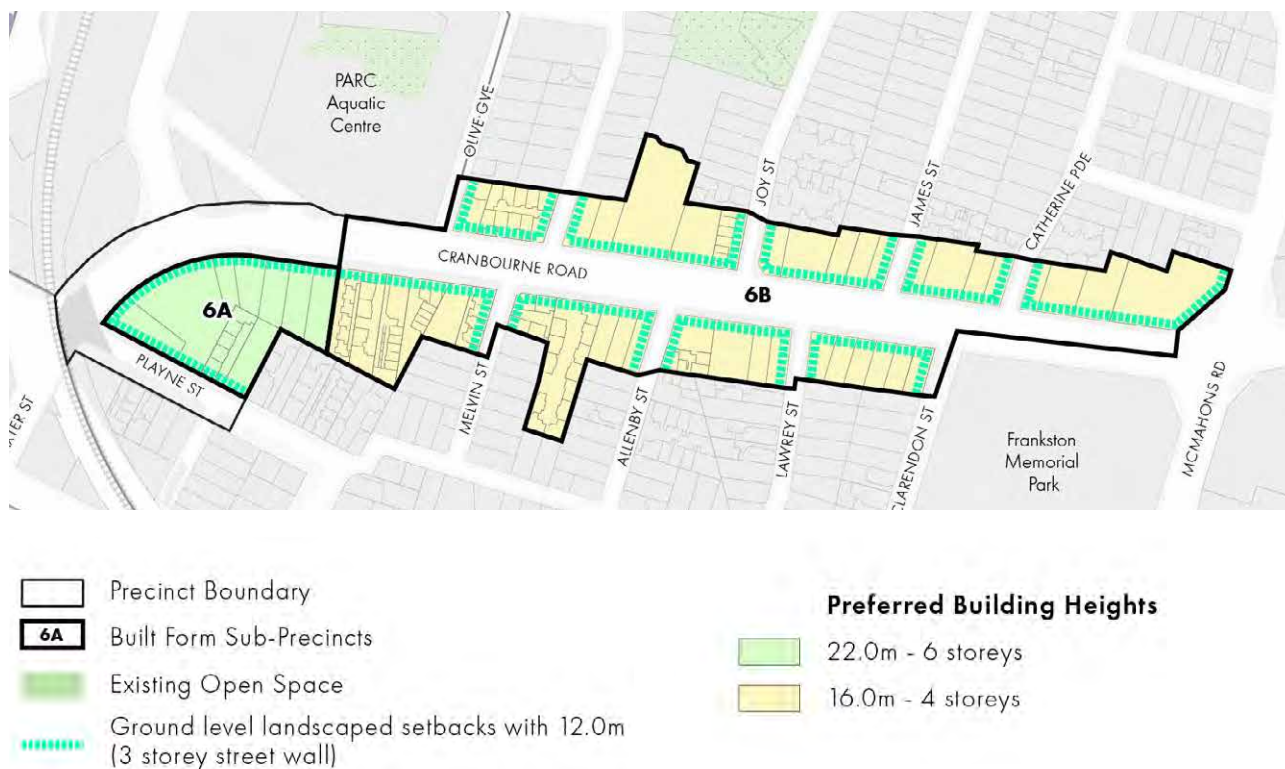 PARC
Aquatic
Centre
OLIVE GVE
JOY ST
JAMES ST
CATHERINE PDE
CRANBOURNE ROAD
6A
6B
PLAYNE ST
MELVIN ST
ALLENBY ST
LAWREY ST
CLARENDON ST
Frankston
Memorial
Park
MCMAHONS RD
Precinct Boundary
6A Built Form Sub-Precincts
Existing Open Space
Ground level landscaped setbacks with 12.0m
(3 storey street wall)
Preferred Building Heights
22.0m - 6 storeys
16.0m - 4 storeys